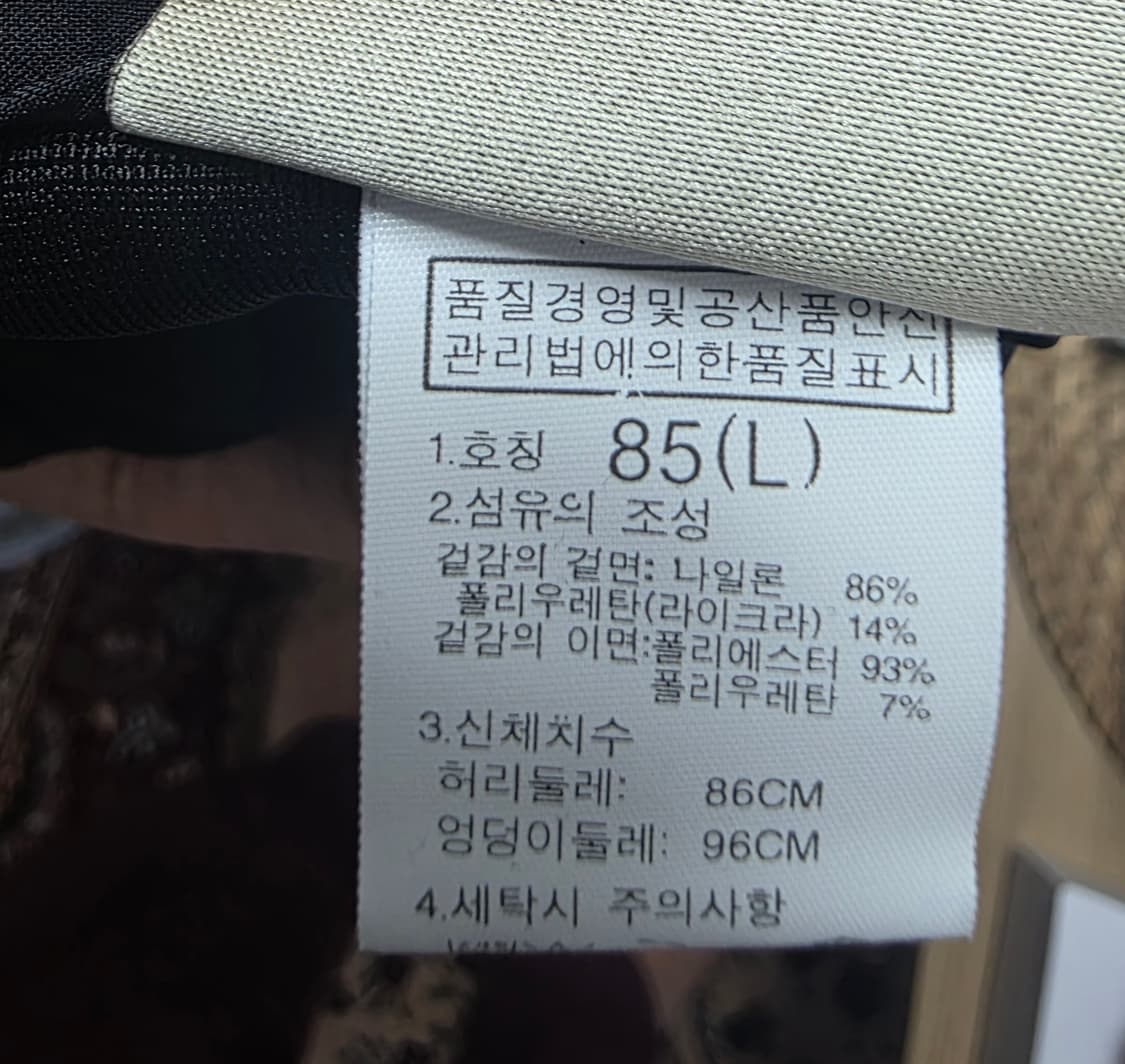 품질경영및공산품안전
관리법에의한품질표시
1.호칭 85(L)
2.섬유의 조성
겉감의 겉면: 나일론 86%
폴리우레탄(라이크라) 14%
겉감의 이면:폴리에스터 93%
폴리우레탄 7%
3.신체치수
허리둘레: 86CM
엉덩이둘레: 96CM
4.세탁시 주의사항